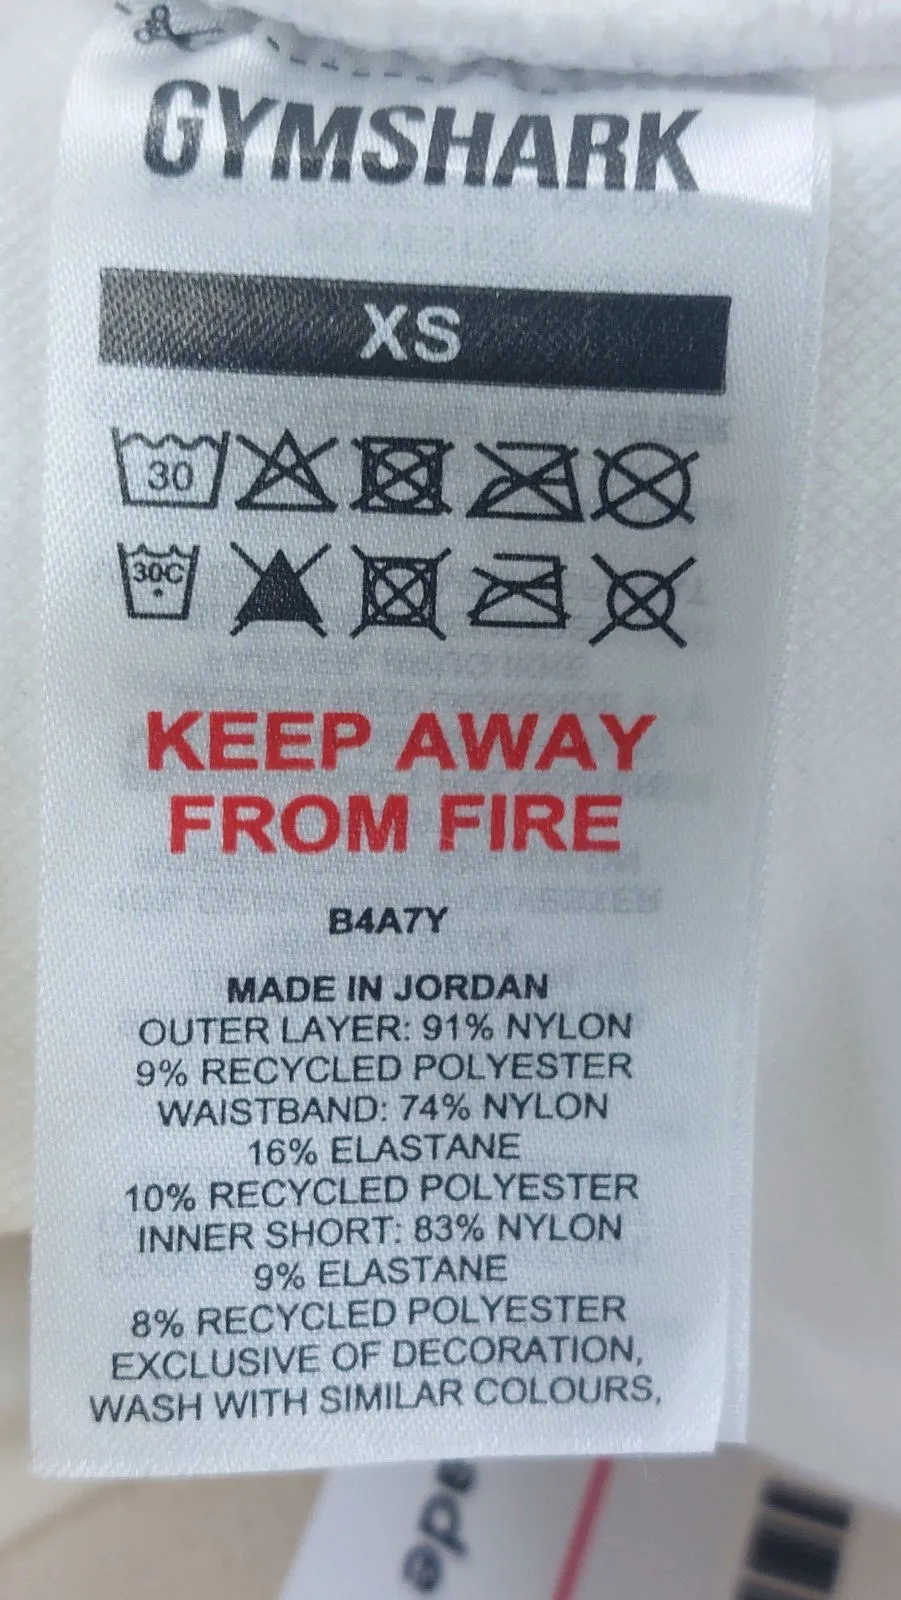 GYMSHARK
XS
30
30C
KEEP AWAY
FROM FIRE
B4A7Y
MADE IN JORDAN
OUTER LAYER: 91% NYLON
9% RECYCLED POLYESTER
WAISTBAND: 74% NYLON
16% ELASTANE
10% RECYCLED POLYESTER
INNER SHORT: 83% NYLON
9% ELASTANE
8% RECYCLED POLYESTER
EXCLUSIVE OF DECORATION,
WASH WITH SIMILAR COLOURS,
ade